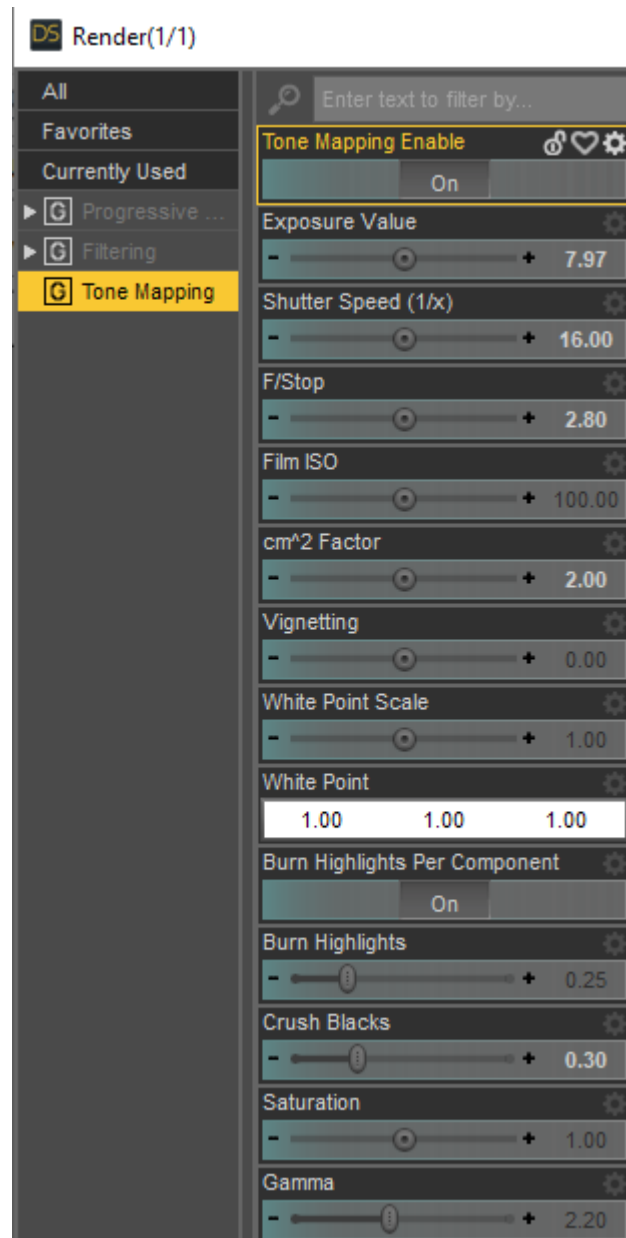 DS Render(1/1)
All
Favorites
Currently Used
G Progressive ...
G Filtering
G Tone Mapping
Enter text to filter by...
Tone Mapping Enable
On
Exposure Value
- + 7.97
Shutter Speed (1/x)
- + 16.00
F/Stop
- + 2.80
Film ISO
- + 100.00
cm^2 Factor
- + 2.00
Vignetting
- + 0.00
White Point Scale
- + 1.00
White Point
1.00 1.00 1.00
Burn Highlights Per Component
On
Burn Highlights
- + 0.25
Crush Blacks
- + 0.30
Saturation
- + 1.00
Gamma
- + 2.20